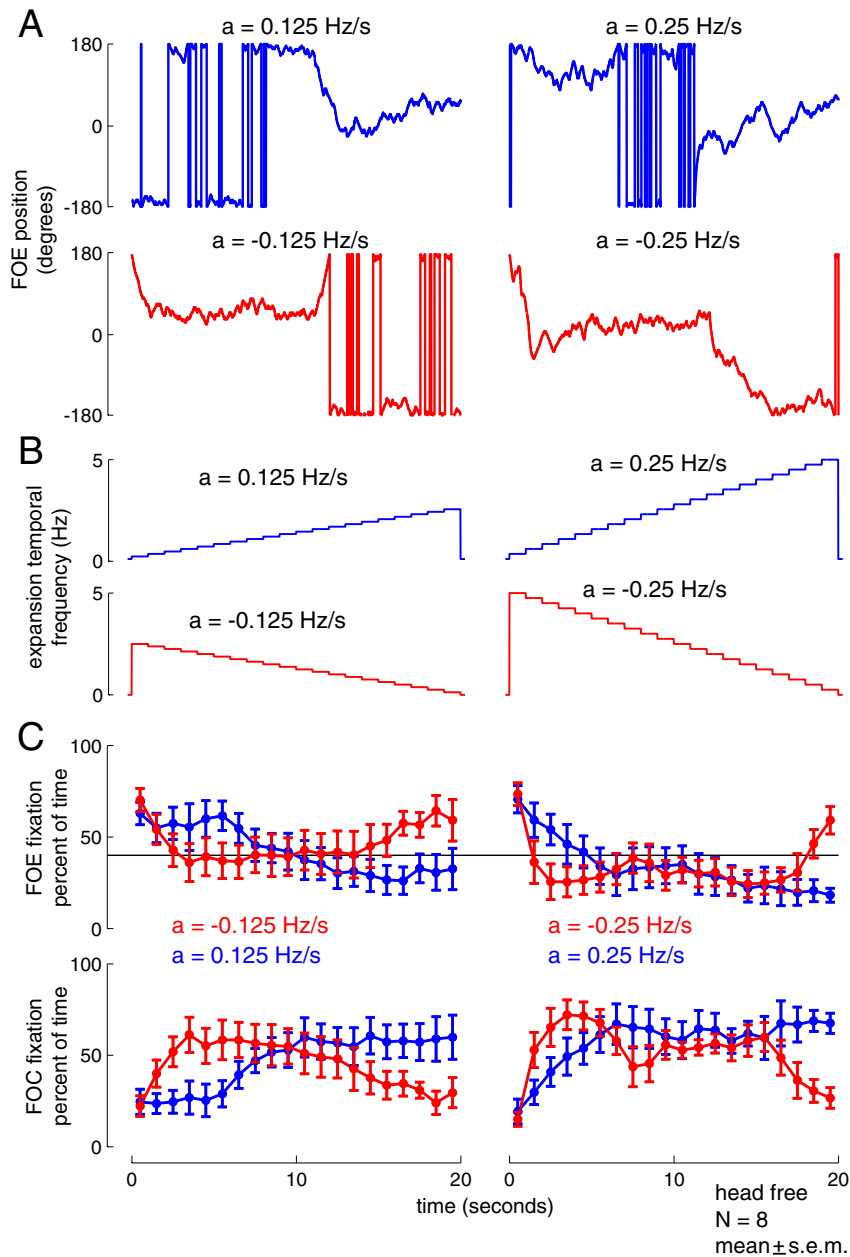 A
a = 0.125 Hz/s
a = 0.25 Hz/s
FOE position
(degrees)
180
0
-180
a = -0.125 Hz/s
a = -0.25 Hz/s
180
0
-180
B
expansion temporal
frequency (Hz)
5
0
a = 0.125 Hz/s
a = 0.25 Hz/s
5
0
a = -0.125 Hz/s
a = -0.25 Hz/s
C
FOE fixation
percent of time
100
50
0
a = -0.125 Hz/s
a = 0.125 Hz/s
a = -0.25 Hz/s
a = 0.25 Hz/s
FOC fixation
percent of time
100
50
0
0
10
20
0
10
20
time (seconds)
head free
N = 8
mean ± s.e.m.